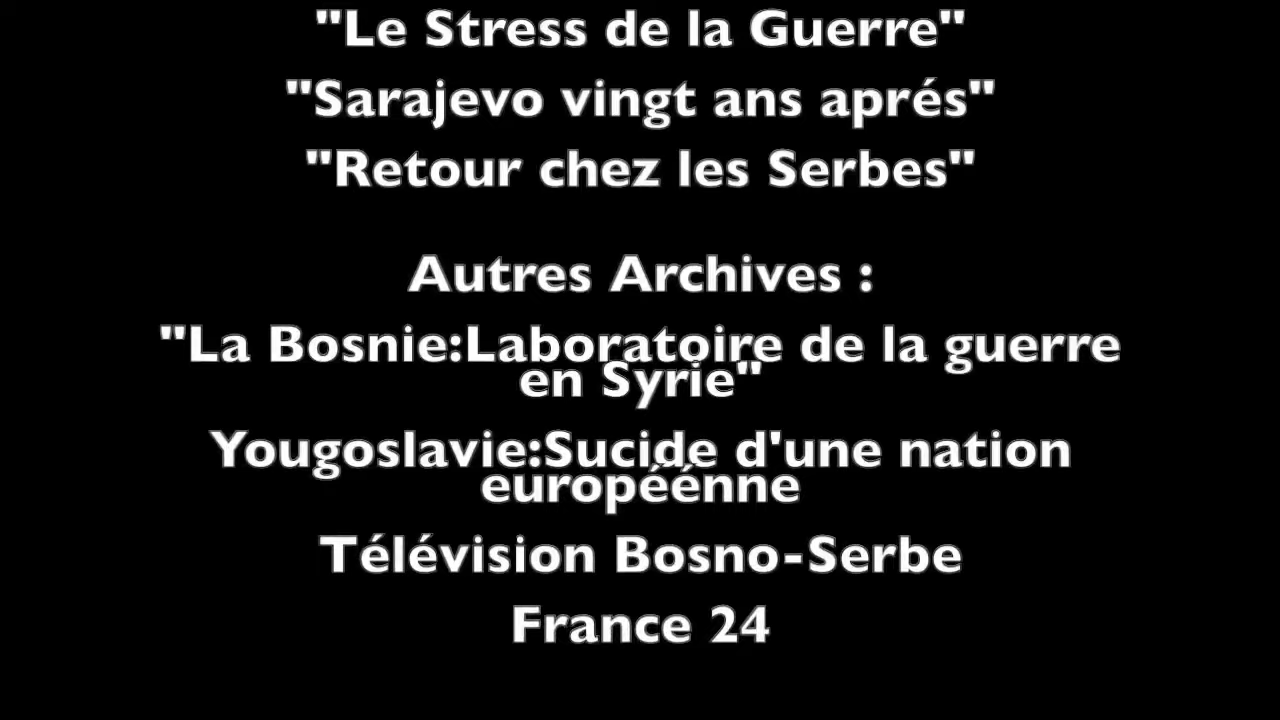 "Le Stress de la Guerre"
"Sarajevo vingt ans aprés"
"Retour chez les Serbes"
Autres Archives :
"La Bosnie:Laboratoire de la guerre
en Syrie"
Yougoslavie:Sucide d'une nation
européénne
Télévision Bosno-Serbe
France 24